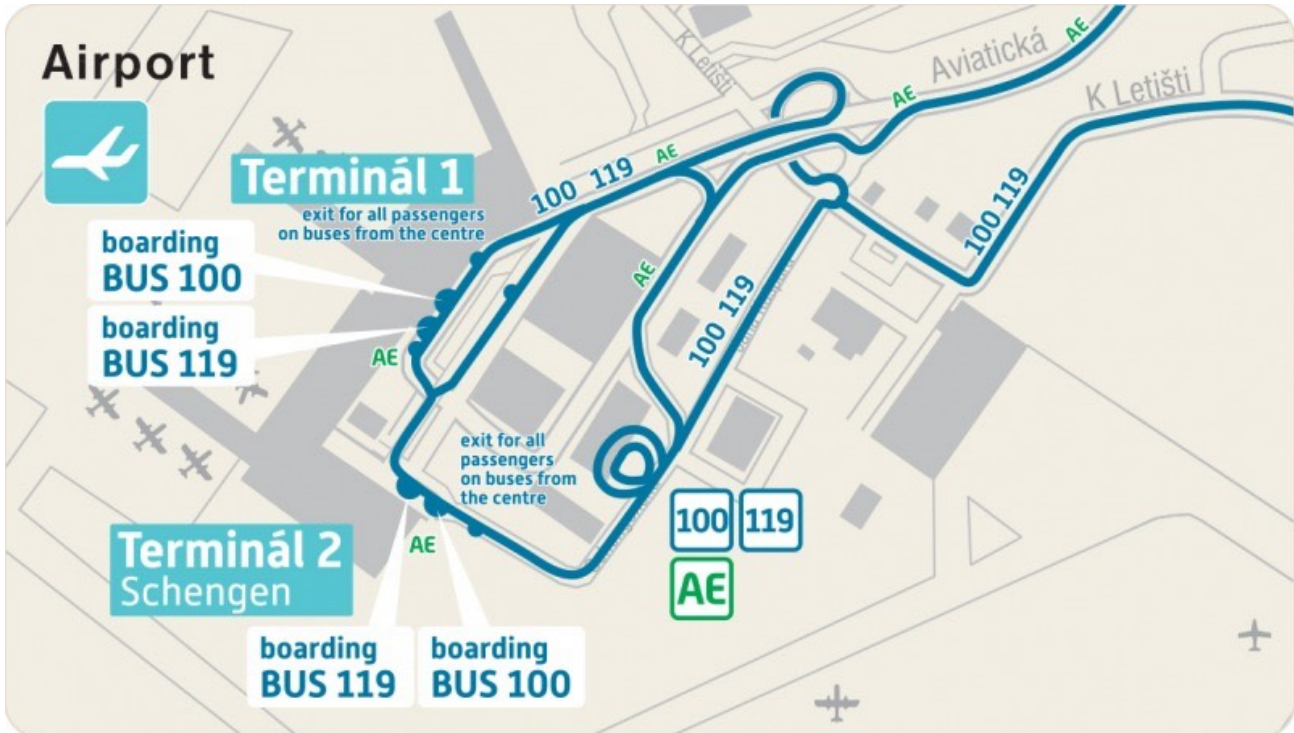 Airport
K Letišti
Aviatická
AE
AE
K Letišti
Terminál 1
exit for all passengers
on buses from the centre
100 119
AE
boarding
BUS 100
boarding
BUS 119
AE
AE
100 119
100 119
exit for all
passengers
on buses from
the centre
AE
Terminál 2
Schengen
100
119
AE
boarding
BUS 119
boarding
BUS 100